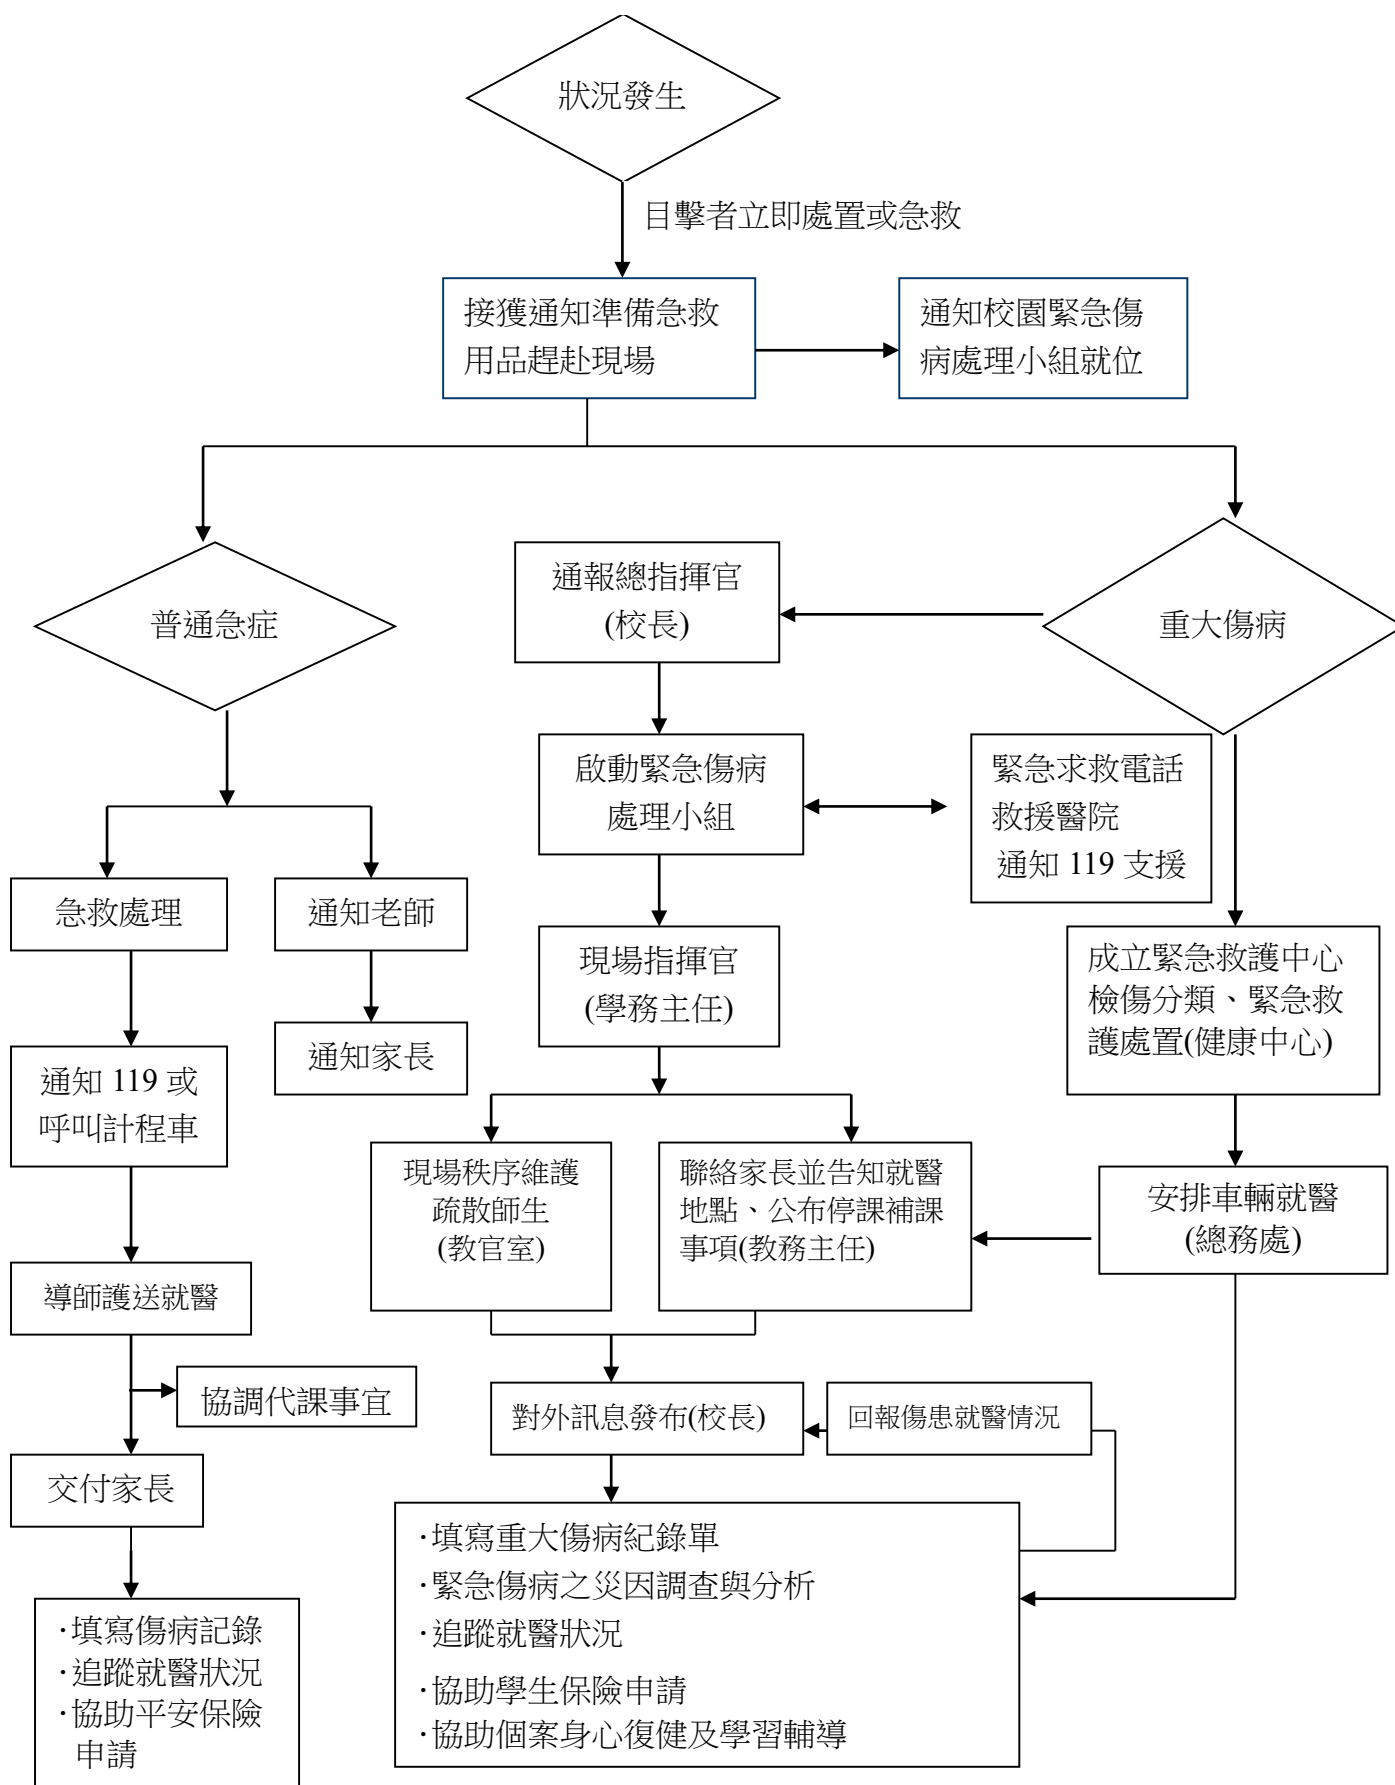 狀況發生
目擊者立即處置或急救
接獲通知準備急救
用品趕赴現場
通知校園緊急傷
病處理小組就位
普通急症
通報總指揮官
(校長)
重大傷病
啟動緊急傷病
處理小組
緊急求救電話
救援醫院
通知 119 支援
急救處理
通知老師
現場指揮官
(學務主任)
成立緊急救護中心
檢傷分類、緊急救
護處置(健康中心)
通知家長
通知 119 或
呼叫計程車
現場秩序維護
疏散師生
(教官室)
聯絡家長並告知就醫
地點、公布停課補課
事項(教務主任)
安排車輛就醫
(總務處)
導師護送就醫
協調代課事宜
對外訊息發布(校長)
回報傷患就醫情況
交付家長
·填寫重大傷病紀錄單
·緊急傷病之災因調查與分析
·追蹤就醫狀況
·協助學生保險申請
·協助個案身心復健及學習輔導
·填寫傷病記錄
·追蹤就醫狀況
·協助平安保險
申請